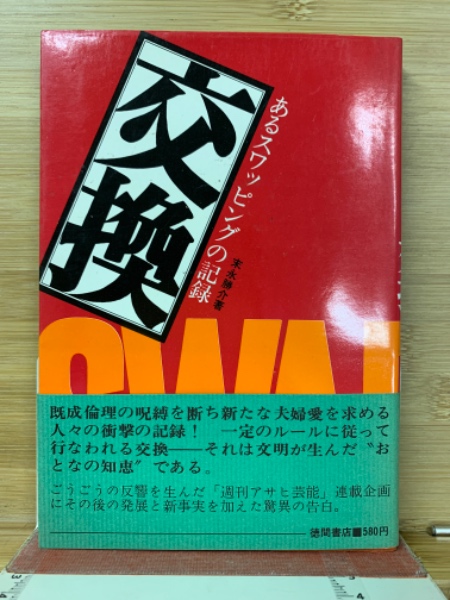 交換
あるスワッピングの記録
末永勝介著
SWA
既成倫理の呪縛を断ち新たな夫婦愛を求める
人々の衝撃の記録! 一定のルールに従って
行なわれる交換——それは文明が生んだ〝お
となの知恵〟である。
ごうごうの反響を生んだ「週刊アサヒ芸能」連載企画
にその後の発展と新事実を加えた驚異の告白。
徳間書店■580円